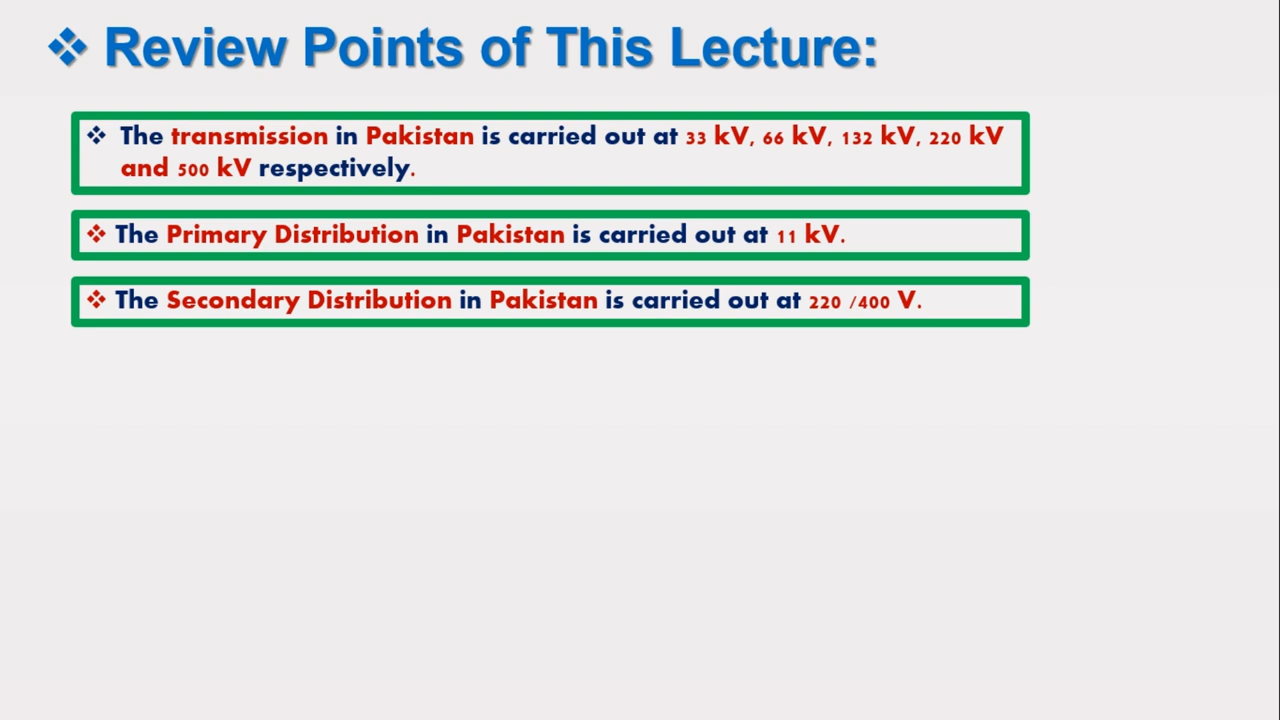 ❖ Review Points of This Lecture:
❖ The transmission in Pakistan is carried out at 33 kV, 66 kV, 132 kV, 220 kV
and 500 kV respectively.
❖ The Primary Distribution in Pakistan is carried out at 11 kV.
❖ The Secondary Distribution in Pakistan is carried out at 220 /400 V.